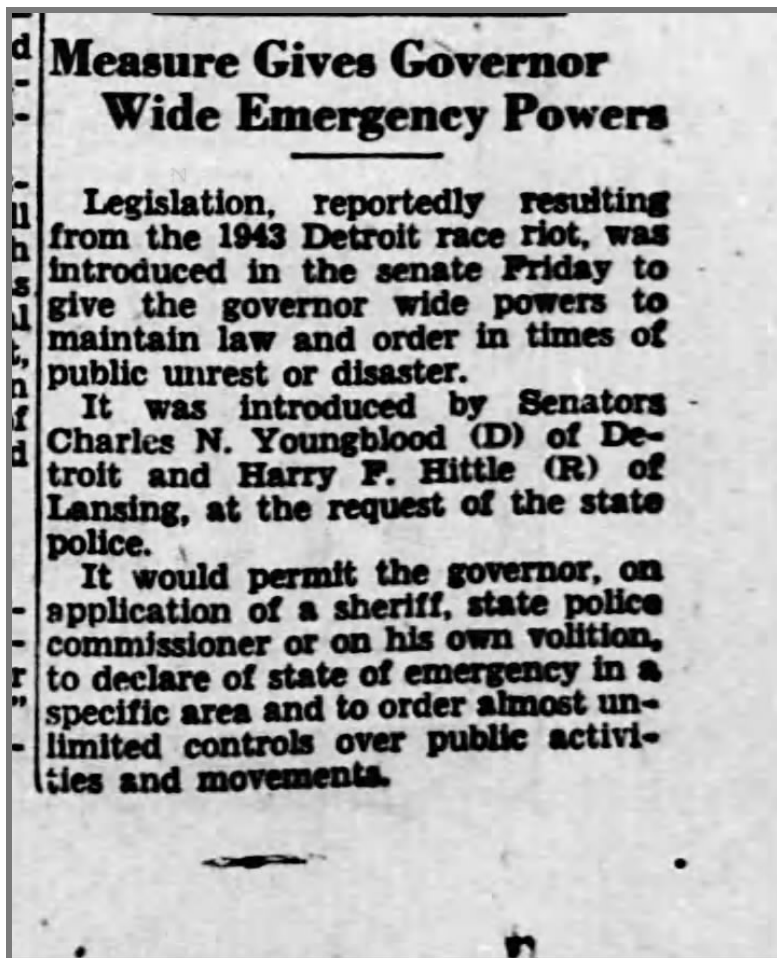 Measure Gives Governor
Wide Emergency Powers
Legislation, reportedly resulting
from the 1943 Detroit race riot, was
introduced in the senate Friday to
give the governor wide powers to
maintain law and order in times of
public unrest or disaster.
It was introduced by Senators
Charles N. Youngblood (D) of De-
troit and Harry F. Hittle (R) of
Lansing, at the request of the state
police.
It would permit the governor, on
application of a sheriff, state police
commissioner or on his own volition,
to declare of state of emergency in a
specific area and to order almost un-
limited controls over public activi-
ties and movements.